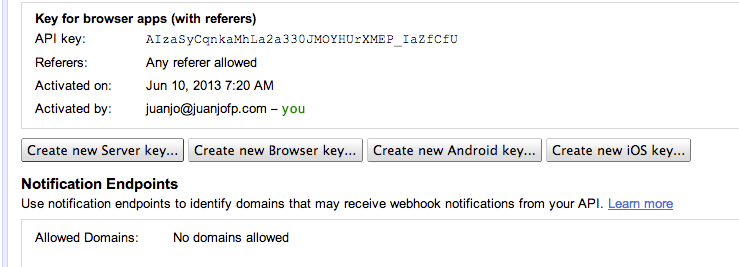 Key for browser apps (with referers)
API key: AIzaSyCqnkaMhLa2a330JMOYHUrXMEP_IaZfCfU
Referers: Any referer allowed
Activated on: Jun 10, 2013 7:20 AM
Activated by: juanjo@juanjofp.com – you
Create new Server key... Create new Browser key... Create new Android key... Create new iOS key...
Notification Endpoints
Use notification endpoints to identify domains that may receive webhook notifications from your API. Learn more
Allowed Domains: No domains allowed